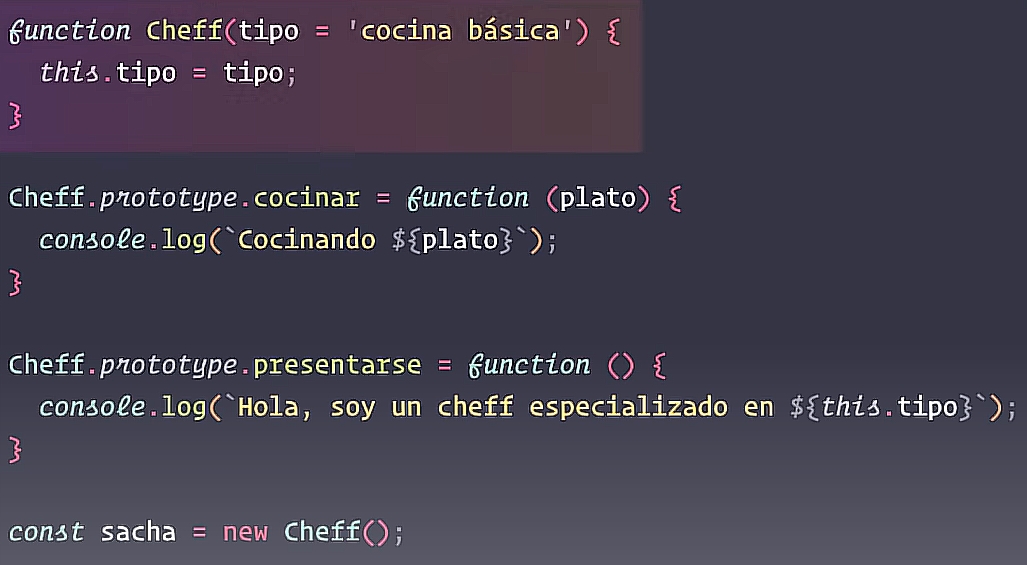 function Cheff(tipo = 'cocina básica') {
  this.tipo = tipo;
}
Cheff.prototype.cocinar = function (plato) {
  console.log(`Cocinando ${plato}`);
}
Cheff.prototype.presentarse = function () {
  console.log(`Hola, soy un cheff especializado en ${this.tipo}`);
}
const sacha = new Cheff();